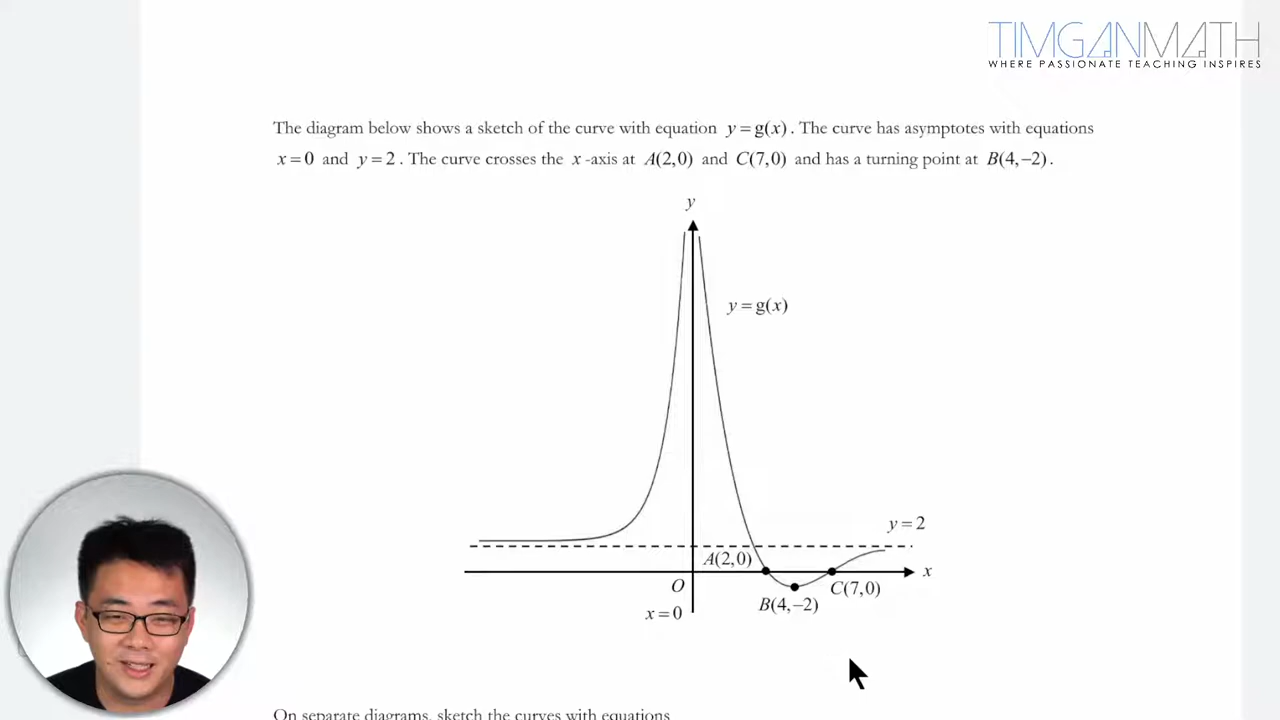 TIMGANMATH
WHERE PASSIONATE TEACHING INSPIRES
The diagram below shows a sketch of the curve with equation y = g(x). The curve has asymptotes with equations
x = 0 and y = 2. The curve crosses the x-axis at A(2,0) and C(7,0) and has a turning point at B(4,−2).
y
y = g(x)
y = 2
A(2,0)
x
O
C(7,0)
B(4,−2)
x = 0
On separate diagrams, sketch the curves with equations